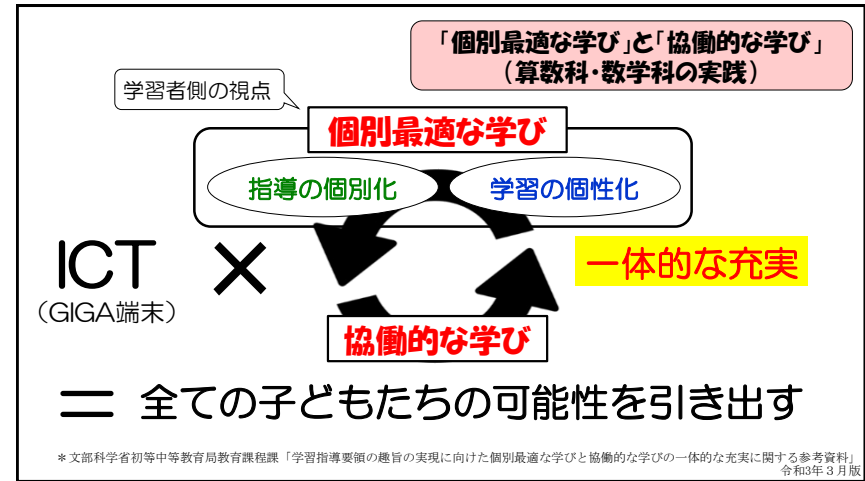 「個別最適な学び」と「協働的な学び」
（算数科・数学科の実践）
学習者側の視点
個別最適な学び
指導の個別化
学習の個性化
ICT ×
（GIGA端末）
一体的な充実
協働的な学び
＝ 全ての子どもたちの可能性を引き出す
＊文部科学省初等中等教育局教育課程課「学習指導要領の趣旨の実現に向けた個別最適な学びと協働的な学びの一体的な充実に関する参考資料」
令和3年３月版